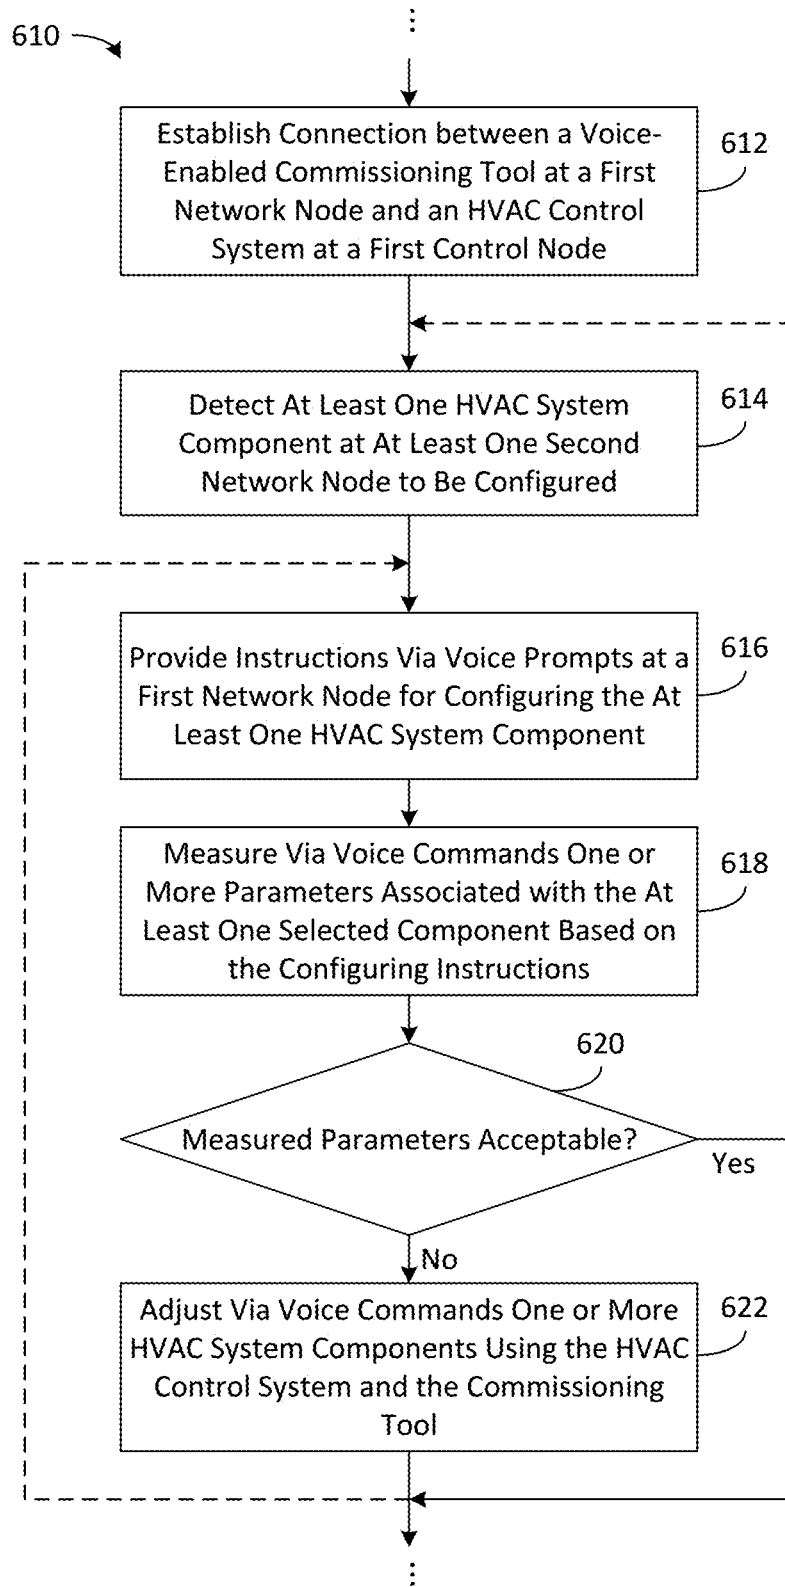 610
Establish Connection between a Voice-
Enabled Commissioning Tool at a First
Network Node and an HVAC Control
System at a First Control Node
612
Detect At Least One HVAC System
Component at At Least One Second
Network Node to Be Configured
614
Provide Instructions Via Voice Prompts at a
First Network Node for Configuring the At
Least One HVAC System Component
616
Measure Via Voice Commands One or
More Parameters Associated with the At
Least One Selected Component Based on
the Configuring Instructions
618
620
Measured Parameters Acceptable?
Yes
No
Adjust Via Voice Commands One or More
HVAC System Components Using the HVAC
Control System and the Commissioning
Tool
622